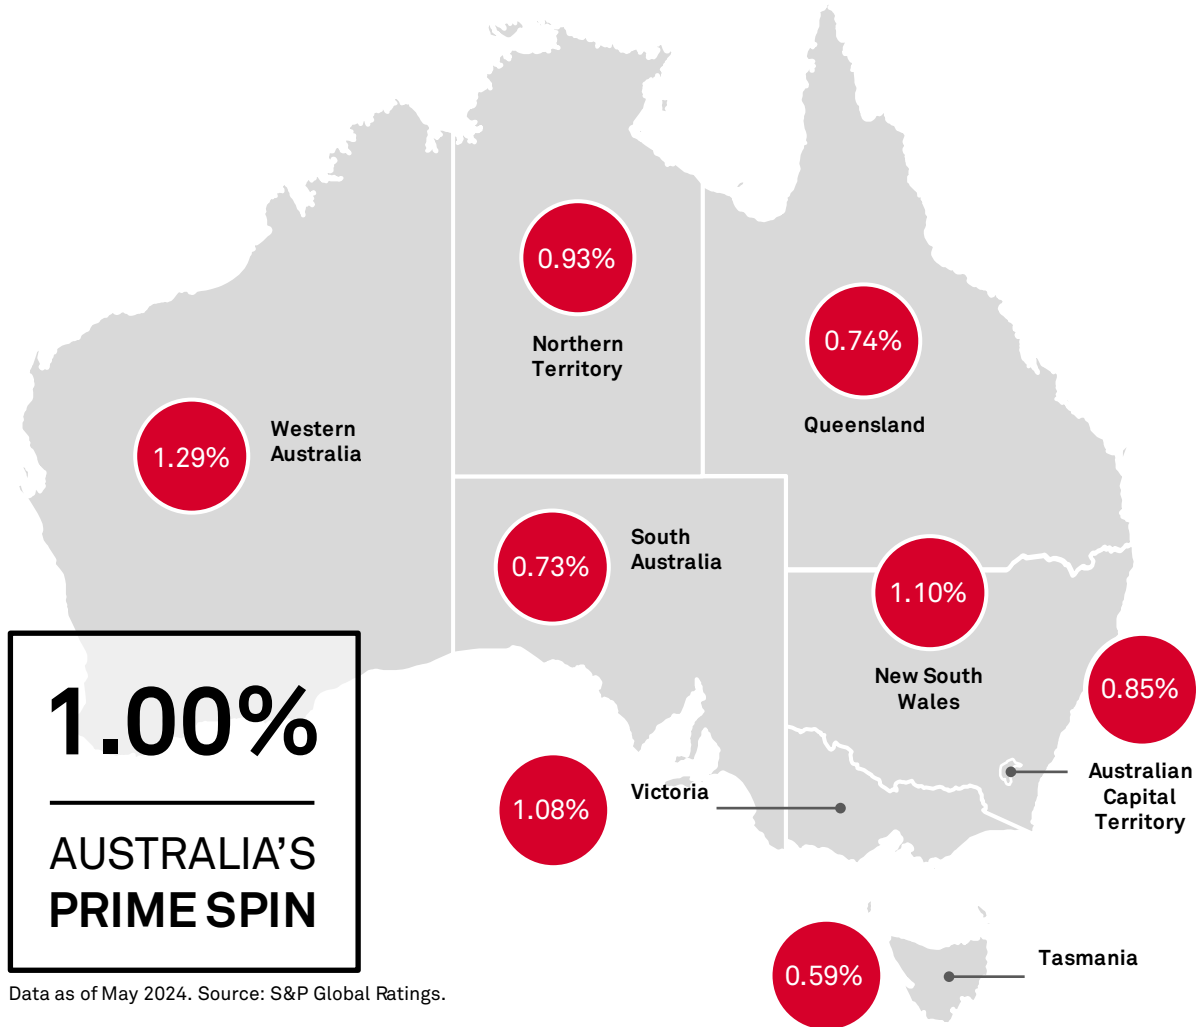 0.93%
Northern
Territory
0.74%
Queensland
1.29%
Western
Australia
0.73%
South
Australia
1.10%
New South
Wales
0.85%
Australian
Capital
Territory
1.08%
Victoria
0.59%
Tasmania
1.00%
AUSTRALIA’S
PRIME SPIN
Data as of May 2024. Source: S&P Global Ratings.